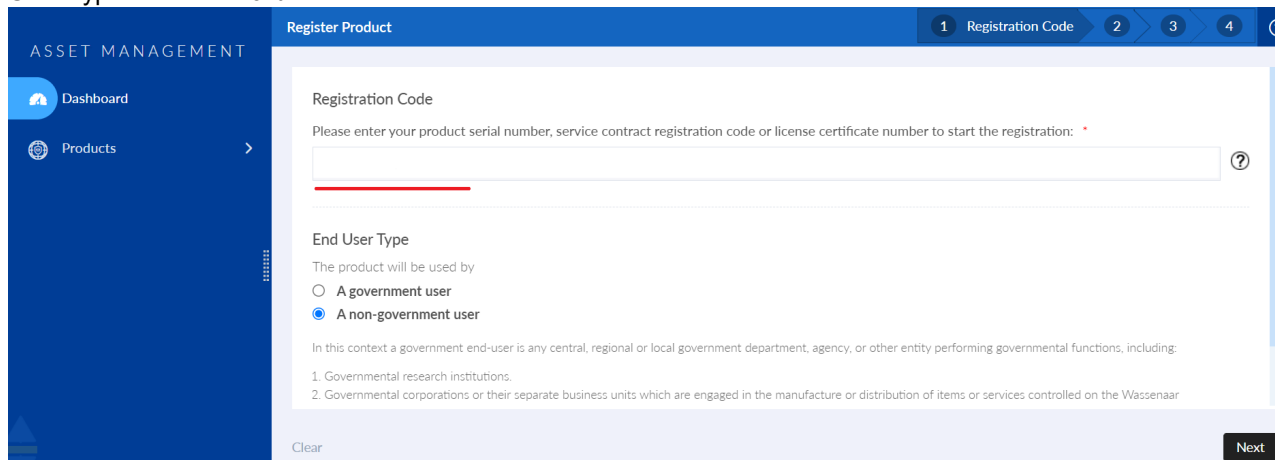 ASSET MANAGEMENT
Register Product
1 Registration Code 2 3 4
Dashboard
Products
Registration Code
Please enter your product serial number, service contract registration code or license certificate number to start the registration: *
?
End User Type
The product will be used by
A government user
A non-government user
In this context a government end-user is any central, regional or local government department, agency, or other entity performing governmental functions, including:
1. Governmental research institutions.
2. Governmental corporations or their separate business units which are engaged in the manufacture or distribution of items or services controlled on the Wassenaar
Clear
Next